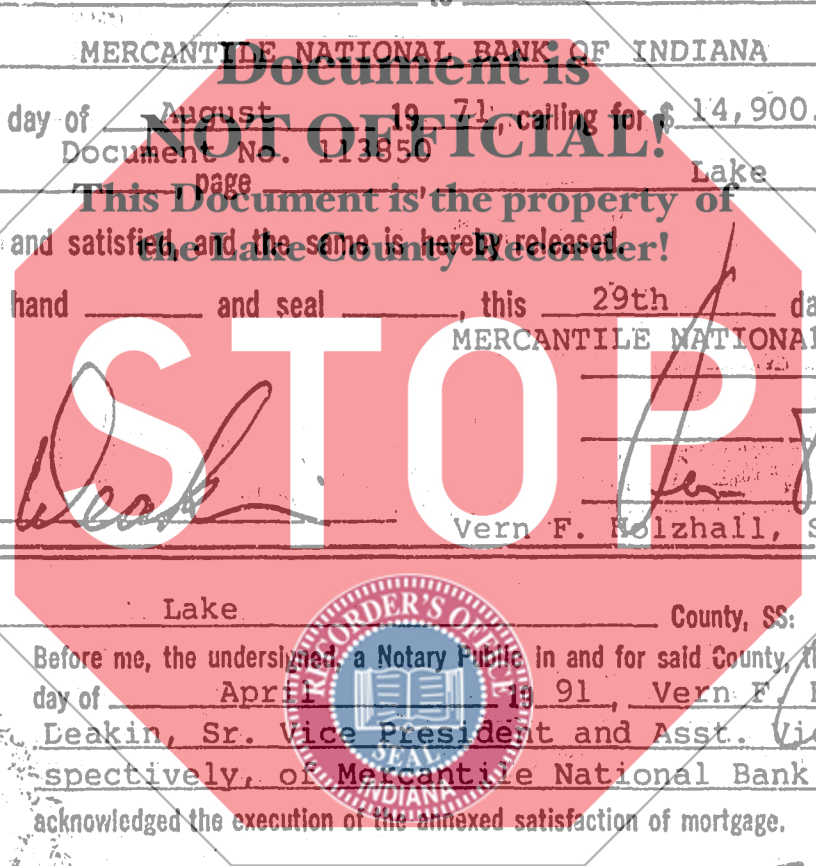 MERCANTILE NATIONAL BANK OF INDIANA
Document is
day of August 19 71, calling for $ 14,900.
NOT OFFICIAL!
Document No. 113850
page , Lake
This Document is the property of
and satisfied, and the same is hereby released.
the Lake County Recorder!
hand and seal , this 29th da
MERCANTILE NATIONAL
STOP
Vern F. Holzhall, S
Lake County, SS:
RECORDER'S OFFICE
Before me, the undersigned, a Notary Public in and for said County, th
day of April 19 91 , Vern F. H
Deakin, Sr. Vice President and Asst. Vic
SEAL
spectively, of Mercantile National Bank
INDIANA
acknowledged the execution of the annexed satisfaction of mortgage.